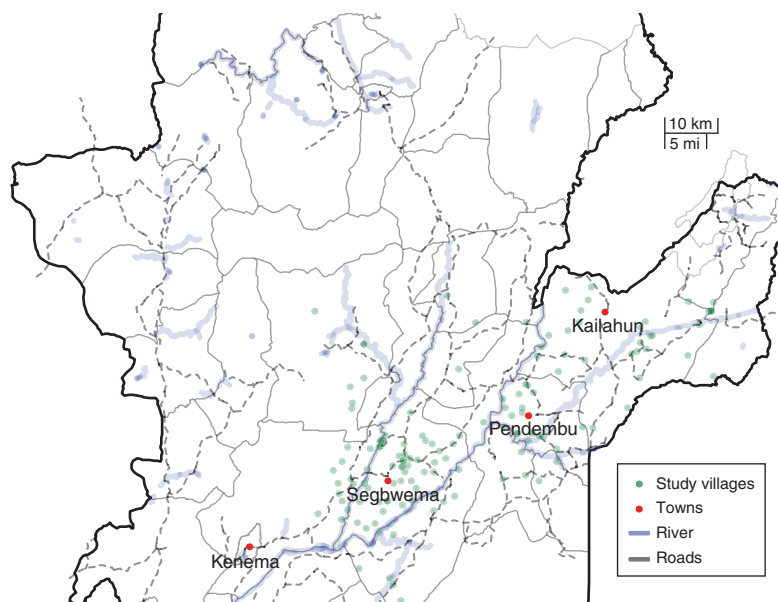 10 km
5 mi
Kailahun
Pendembu
Segbwema
Kenema
Study villages
Towns
River
Roads